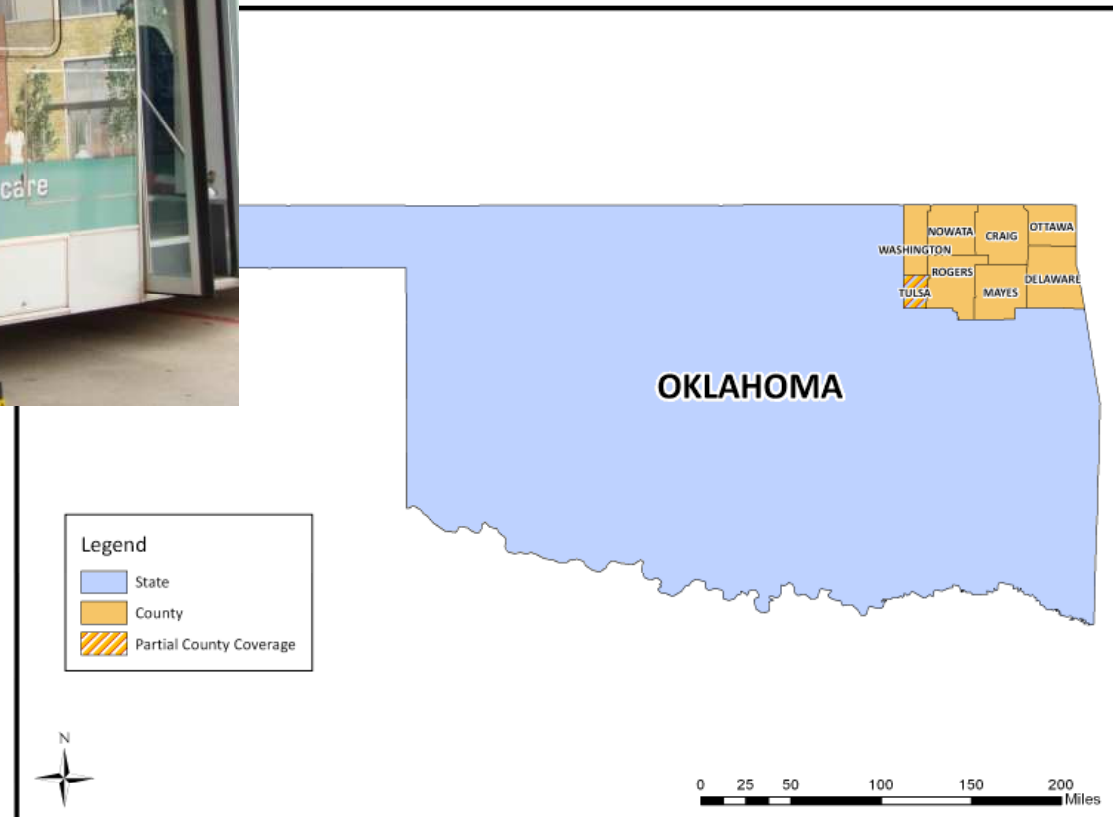 care
NOWATA
OTTAWA
CRAIG
WASHINGTON
ROGERS
DELAWARE
TULSA
MAYES
OKLAHOMA
Legend
State
County
Partial County Coverage
N
0 25 50 100 150 200
Miles